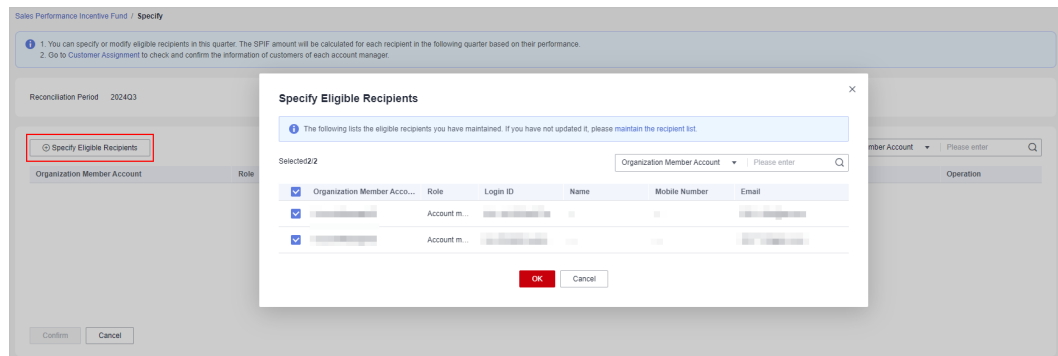 Sales Performance Incentive Fund / Specify
1. You can specify or modify eligible recipients in this quarter. The SPIF amount will be calculated for each recipient in the following quarter based on their performance.
2. Go to Customer Assignment to check and confirm the information of customers of each account manager.
Reconciliation Period 2024Q3
Specify Eligible Recipients
mber Account Please enter
Organization Member Account Role Operation
Specify Eligible Recipients
The following lists the eligible recipients you have maintained. If you have not updated it, please maintain the recipient list.
Selected2/2 Organization Member Account Please enter
Organization Member Acco... Role Login ID Name Mobile Number Email
Account m...
Account m...
OK Cancel
Confirm Cancel